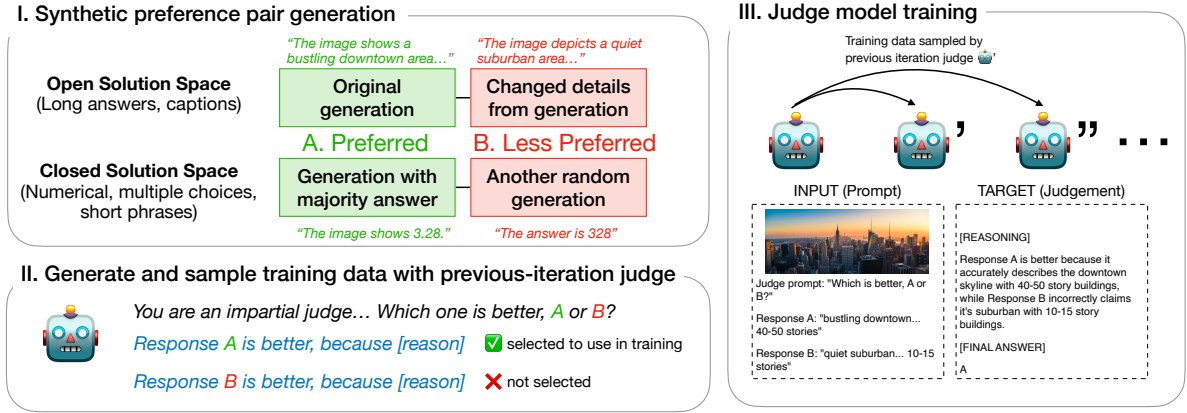 I. Synthetic preference pair generation
“The image shows a
bustling downtown area…”
“The image depicts a quiet
suburban area…”
Open Solution Space
(Long answers, captions)
Original
generation
Changed details
from generation
A. Preferred
B. Less Preferred
Closed Solution Space
(Numerical, multiple choices,
short phrases)
Generation with
majority answer
Another random
generation
“The image shows 3.28.”
“The answer is 328”
II. Generate and sample training data with previous-iteration judge
You are an impartial judge… Which one is better, A or B?
Response A is better, because [reason]
selected to use in training
Response B is better, because [reason]
not selected
III. Judge model training
Training data sampled by
previous iteration judge 🤖’
’ ” ...
INPUT (Prompt)
Judge prompt: "Which is better, A or
B?"
Response A: "bustling downtown...
40-50 stories"
Response B: "quiet suburban... 10-15
stories"
TARGET (Judgement)
[REASONING]
Response A is better because it
accurately describes the downtown
skyline with 40-50 story buildings,
while Response B incorrectly claims
it's suburban with 10-15 story
buildings.
[FINAL ANSWER]
A